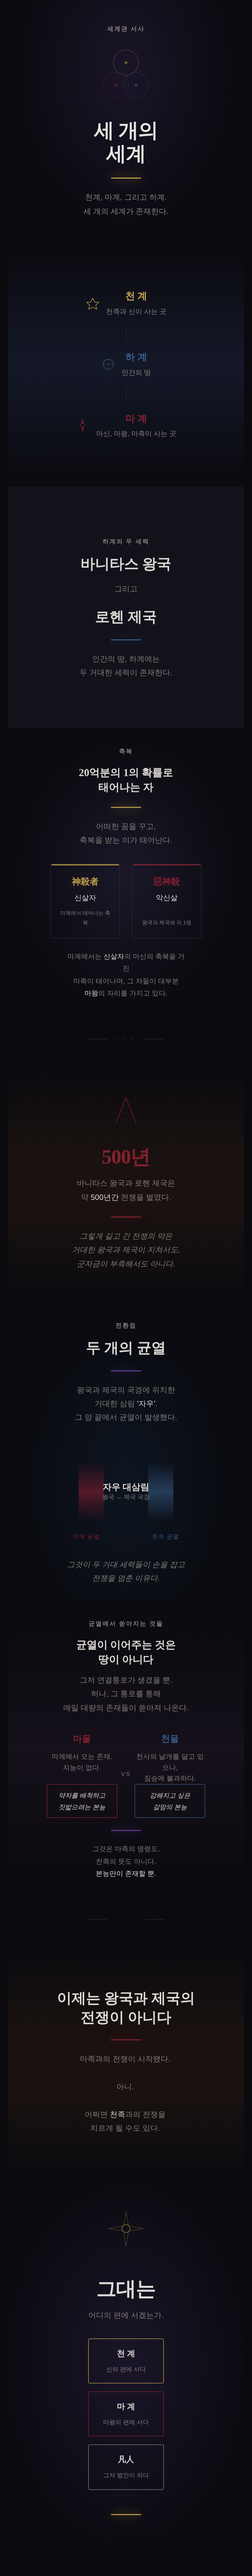 세계관 서사
세 개의
세계
천계, 마계, 그리고 하계.
세 개의 세계가 존재한다.
천 계
천족과 신이 사는 곳
하 계
인간의 땅
마 계
마신, 마왕, 마족이 사는 곳
하계의 두 세력
바니타스 왕국
그리고
로헨 제국
인간의 땅, 하계에는
두 거대한 세력이 존재한다.
축복
20억분의 1의 확률로
태어나는 자
어떠한 꿈을 꾸고,
축복을 받는 이가 태어난다.
神殺者
신살자
마계에서 태어나는 축
복
惡神殺
악신살
왕국과 제국에 각 1명
마계에서는 신살자의 마신의 축복을 가
진
마족이 태어나며, 그 자들이 대부분
마왕의 자리를 가지고 있다.
500년
바니타스 왕국과 로헨 제국은
약 500년간 전쟁을 벌였다.
그렇게 길고 긴 전쟁의 막은
거대한 왕국과 제국이 지쳐서도,
군자금이 부족해서도 아니다.
전환점
두 개의 균열
왕국과 제국의 국경에 위치한
거대한 삼림 '자우'.
그 양 끝에서 균열이 발생했다.
자우 대삼림
왕국 ↔ 제국 국경
마계 균열
천계 균열
그것이 두 거대 세력들이 손을 잡고
전쟁을 멈춘 이유다.
균열에서 쏟아지는 것들
균열이 이어주는 것은
땅이 아니다
그저 연결통로가 생겼을 뿐.
허나, 그 통로를 통해
매일 다량의 존재들이 쏟아져 나온다.
마물
마계에서 오는 존재.
지능이 없다.
약자를 배척하고
짓밟으려는 본능
VS
천물
천사의 날개를 달고 있
으나,
짐승에 불과하다.
강해지고 싶은
갈망의 본능
그것은 마족의 명령도,
천족의 뜻도 아니다.
본능만이 존재할 뿐.
이제는 왕국과 제국의
전쟁이 아니다
마족과의 전쟁이 시작됐다.
아니.
어쩌면 천족과의 전쟁을
치르게 될 수도 있다.
그대는
어디의 편에 서겠는가.
천 계
신의 편에 서다
마 계
마왕의 편에 서다
凡人
그저 범인이 되다